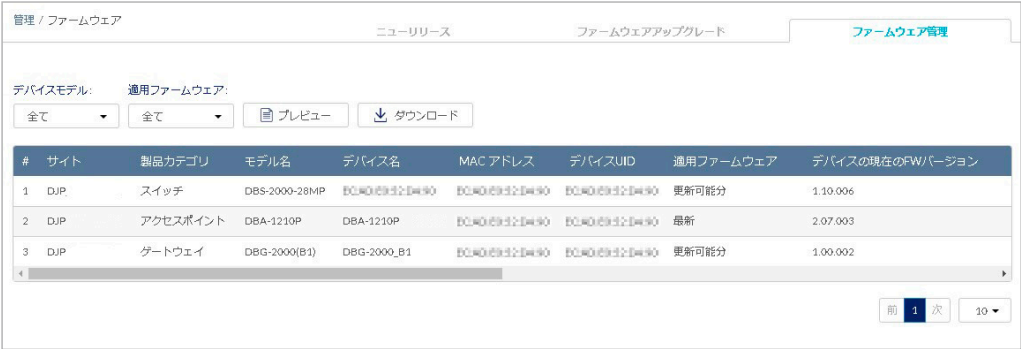 管理 / ファームウェア
ニューリリース ファームウェアアップグレード ファームウェア管理
デバイスモデル: 適用ファームウェア:
全て 全て プレビュー ダウンロード
# サイト 製品カテゴリ モデル名 デバイス名 MAC アドレス デバイスUID 適用ファームウェア デバイスの現在のFWバージョン
1 DJP スイッチ DBS-2000-28MP 更新可能分 1.10.006
2 DJP アクセスポイント DBA-1210P DBA-1210P 最新 2.07.003
3 DJP ゲートウェイ DBG-2000(B1) DBG-2000_B1 更新可能分 1.00.002
前 1 次 10